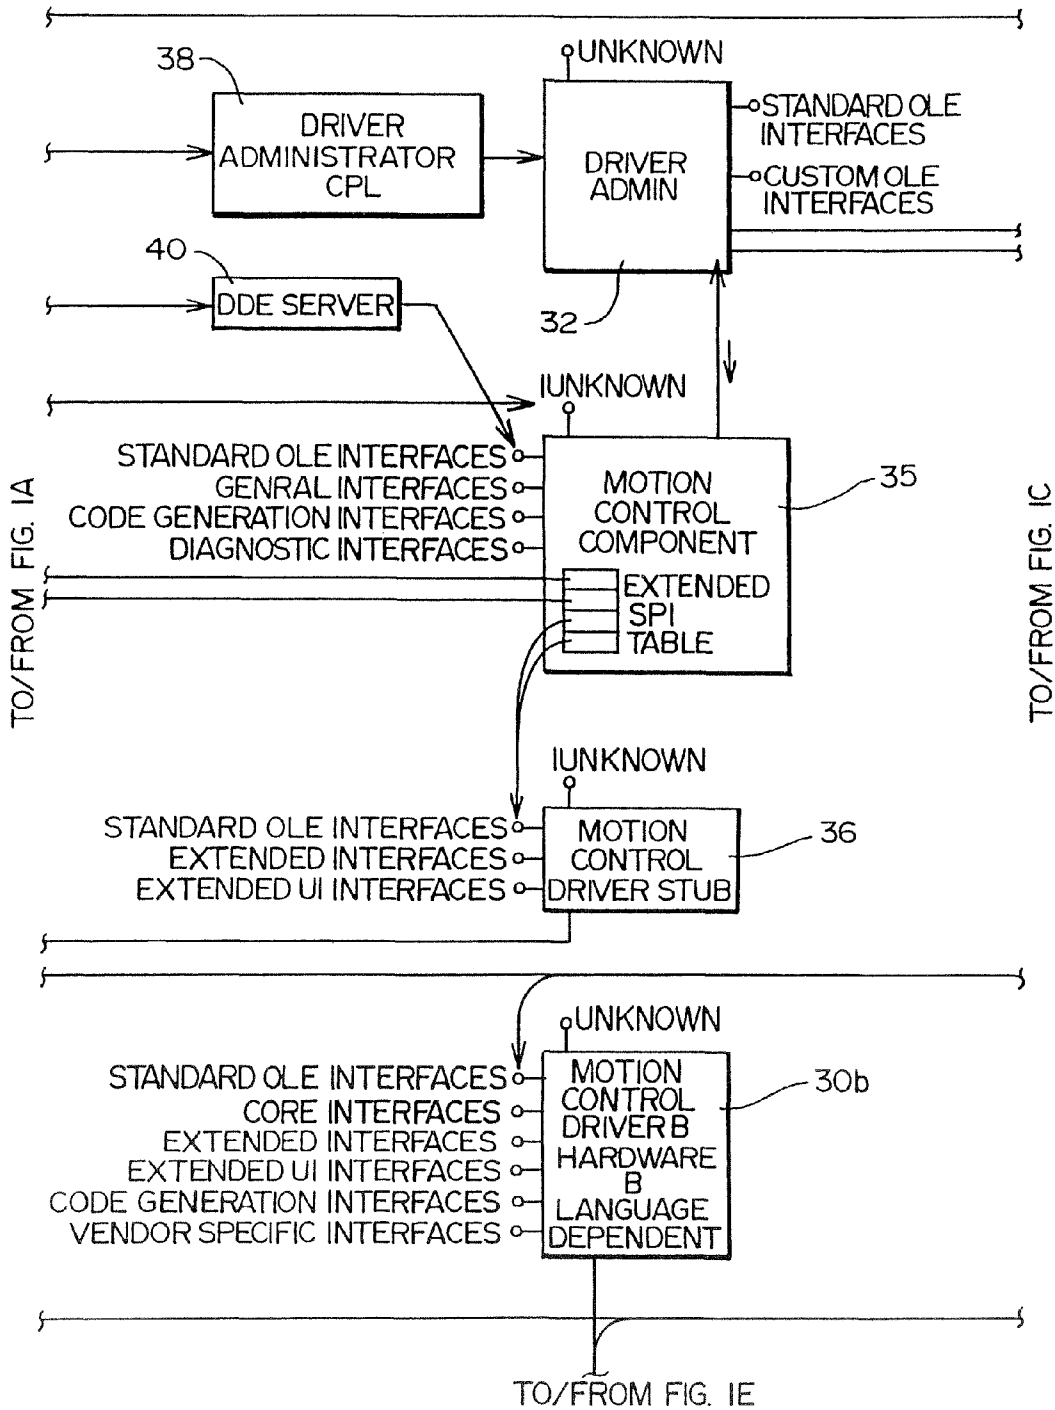 UNKNOWN
38
DRIVER
ADMINISTRATOR
CPL
DRIVER
ADMIN
STANDARD OLE
INTERFACES
CUSTOM OLE
INTERFACES
40
DDE SERVER
32
IUNKNOWN
STANDARD OLE INTERFACES
GENRAL INTERFACES
CODE GENERATION INTERFACES
DIAGNOSTIC INTERFACES
MOTION
CONTROL
COMPONENT
35
EXTENDED
SPI
TABLE
TO/FROM FIG. 1A
TO/FROM FIG. 1C
IUNKNOWN
STANDARD OLE INTERFACES
EXTENDED INTERFACES
EXTENDED UI INTERFACES
MOTION
CONTROL
DRIVER STUB
36
UNKNOWN
STANDARD OLE INTERFACES
CORE INTERFACES
EXTENDED INTERFACES
EXTENDED UI INTERFACES
CODE GENERATION INTERFACES
VENDOR SPECIFIC INTERFACES
MOTION
CONTROL
DRIVER B
HARDWARE
B
LANGUAGE
DEPENDENT
30b
TO/FROM FIG. 1E